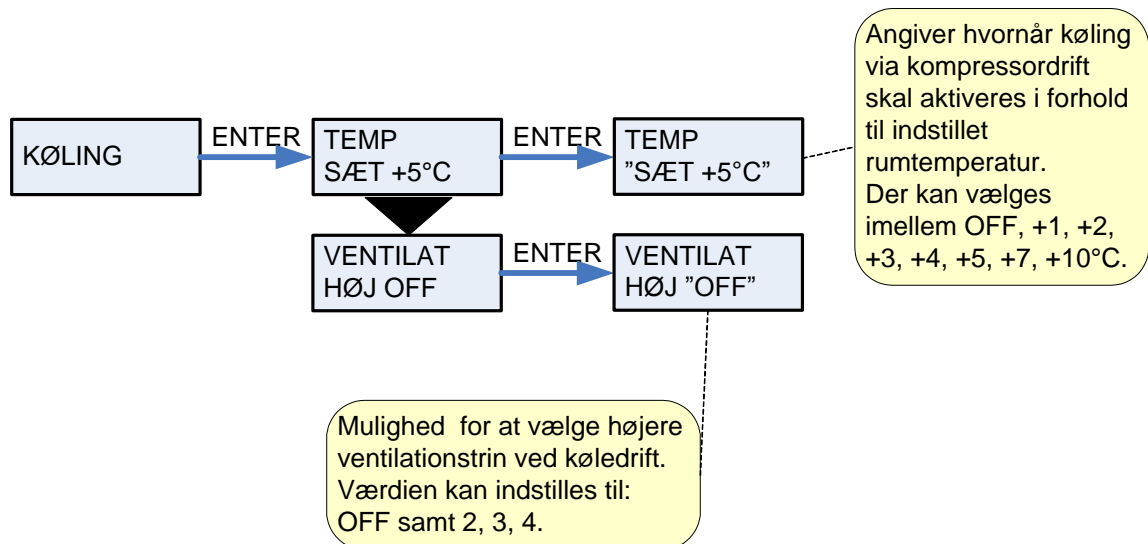 Angiver hvornår køling
via kompressordrift
skal aktiveres i forhold
til indstillet
rumtemperatur.
Der kan vælges
imellem OFF, +1, +2,
+3, +4, +5, +7, +10°C.
KØLING
ENTER
TEMP
SÆT +5°C
ENTER
TEMP
”SÆT +5°C”
VENTILAT
HØJ OFF
ENTER
VENTILAT
HØJ ”OFF”
Mulighed for at vælge højere
ventilationstrin ved køledrift.
Værdien kan indstilles til:
OFF samt 2, 3, 4.